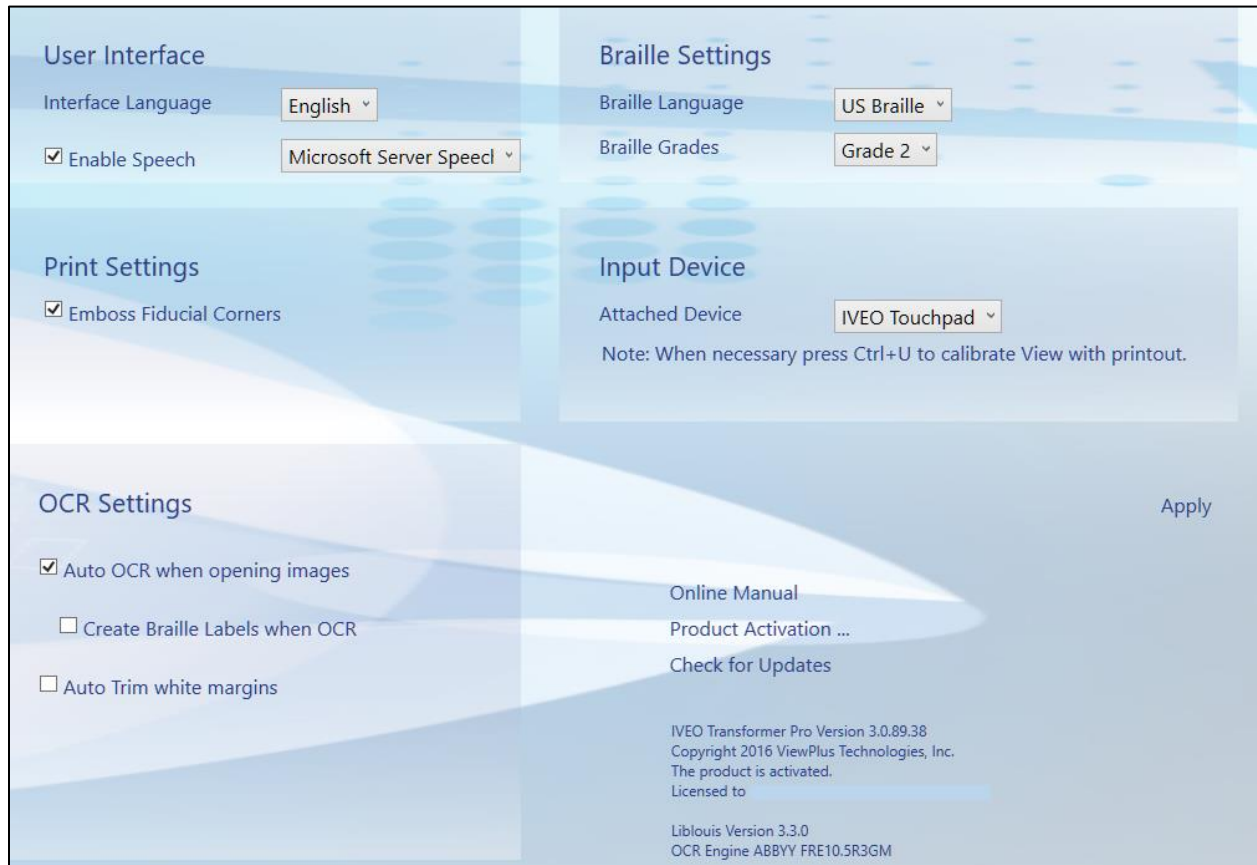 User Interface
Interface Language
English
Enable Speech
Microsoft Server Speecl
Braille Settings
Braille Language
US Braille
Braille Grades
Grade 2
Print Settings
Emboss Fiducial Corners
Input Device
Attached Device
IVEO Touchpad
Note: When necessary press Ctrl+U to calibrate View with printout.
OCR Settings
Auto OCR when opening images
Create Braille Labels when OCR
Auto Trim white margins
Apply
Online Manual
Product Activation ...
Check for Updates
IVEO Transformer Pro Version 3.0.89.38
Copyright 2016 ViewPlus Technologies, Inc.
The product is activated.
Licensed to
Liblouis Version 3.3.0
OCR Engine ABBYY FRE10.5R3GM